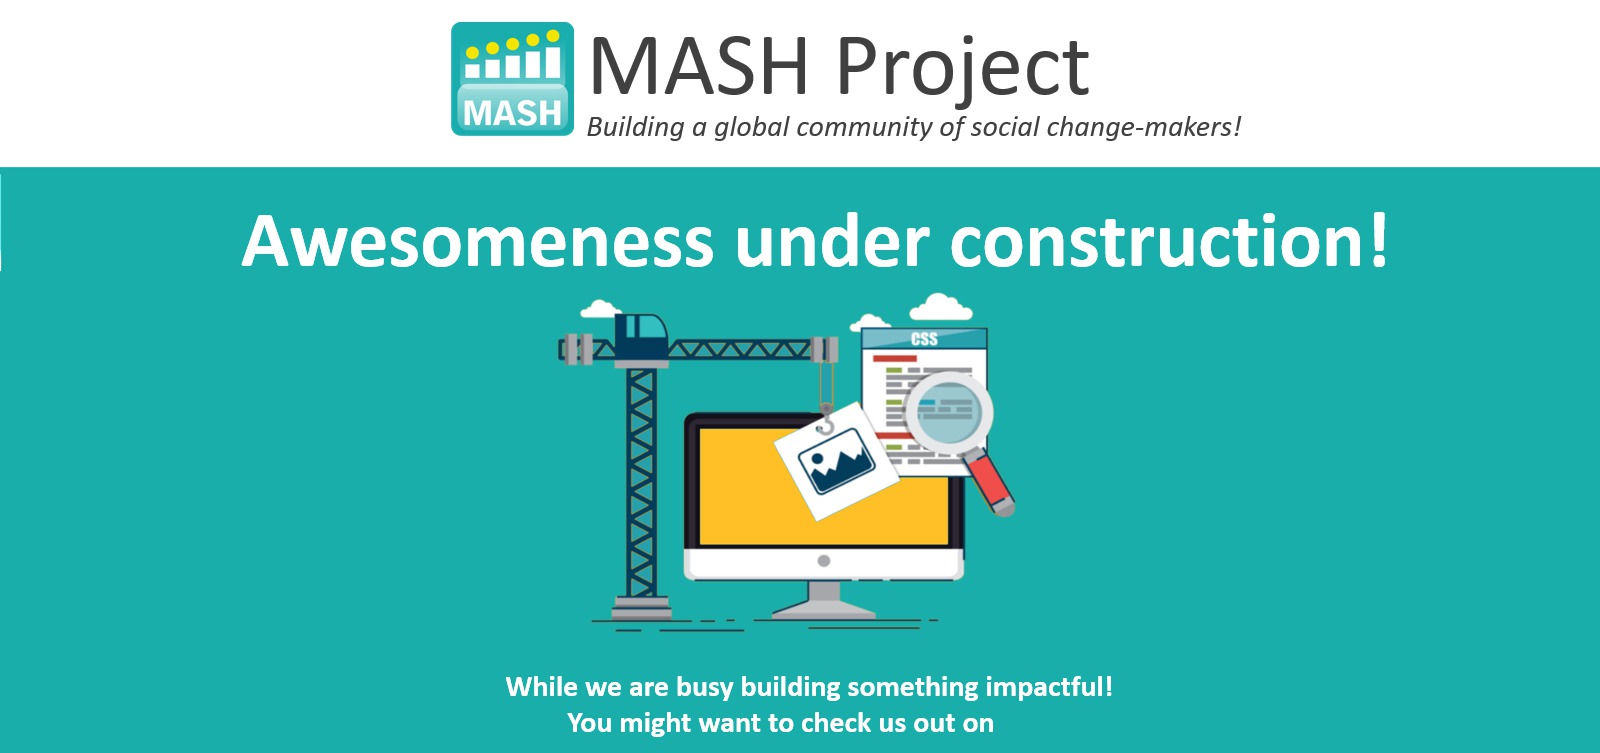 MASH
MASH Project
Building a global community of social change-makers!
Awesomeness under construction!
CSS
While we are busy building something impactful!
You might want to check us out on